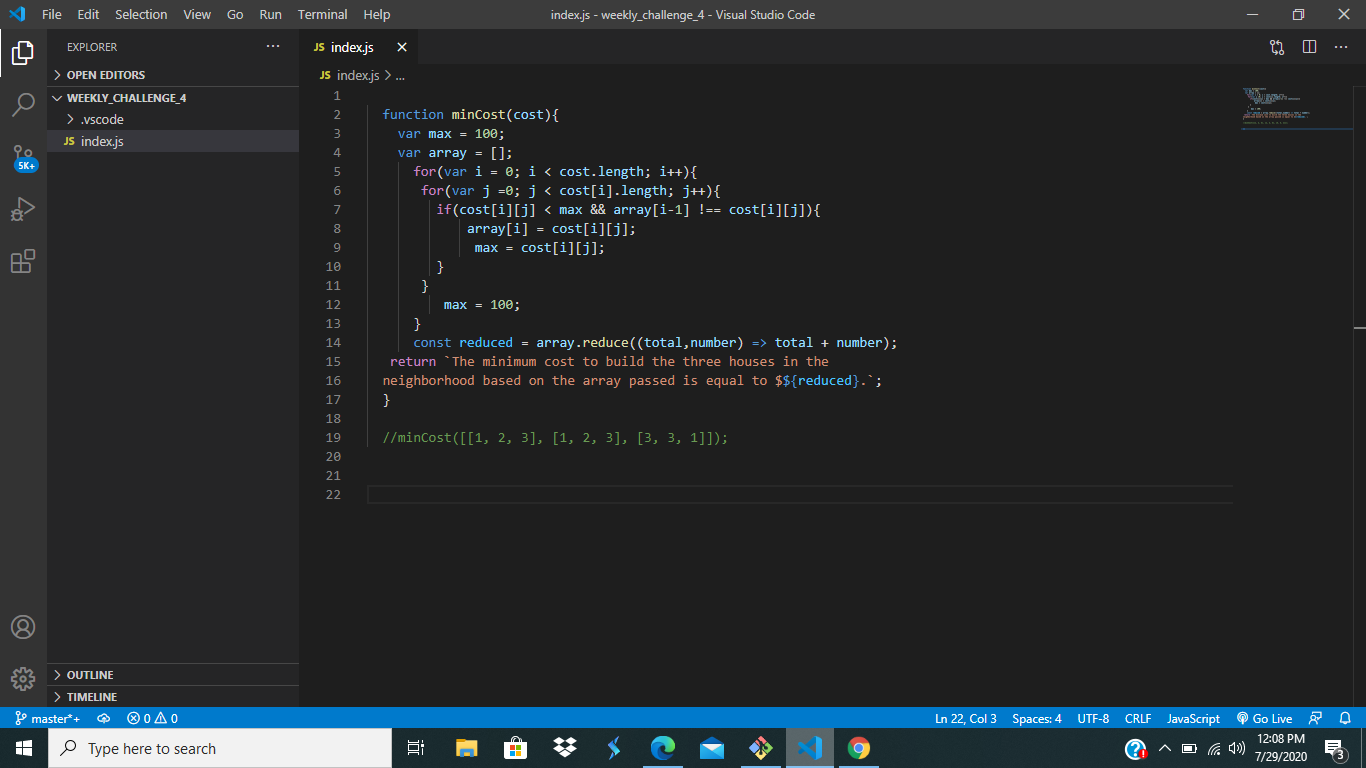 File Edit Selection View Go Run Terminal Help
index.js - weekly_challenge_4 - Visual Studio Code
EXPLORER
OPEN EDITORS
WEEKLY_CHALLENGE_4
.vscode
JS index.js
5K+
OUTLINE
TIMELINE
JS index.js
JS index.js > ...
1
2 function minCost(cost){
3 var max = 100;
4 var array = [];
5 for(var i = 0; i < cost.length; i++){
6 for(var j =0; j < cost[i].length; j++){
7 if(cost[i][j] < max && array[i-1] !== cost[i][j]){
8 array[i] = cost[i][j];
9 max = cost[i][j];
10 }
11 }
12 max = 100;
13 }
14 const reduced = array.reduce((total,number) => total + number);
15 return `The minimum cost to build the three houses in the
16 neighborhood based on the array passed is equal to $${reduced}.`;
17 }
18
19 //minCost([[1, 2, 3], [1, 2, 3], [3, 3, 1]]);
20
21
22
master*+ 0 0 Ln 22, Col 3 Spaces: 4 UTF-8 CRLF JavaScript Go Live
Type here to search
12:08 PM
7/29/2020
3